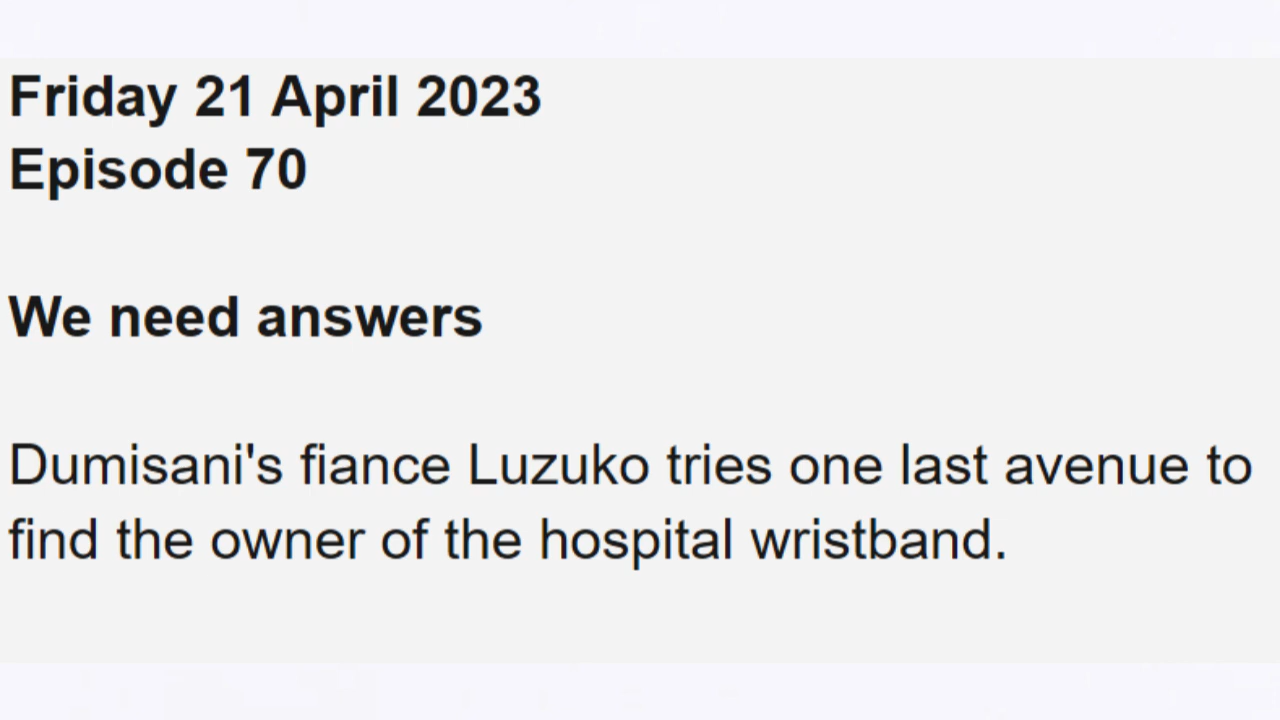 Friday 21 April 2023
Episode 70
We need answers
Dumisani's fiance Luzuko tries one last avenue to
find the owner of the hospital wristband.